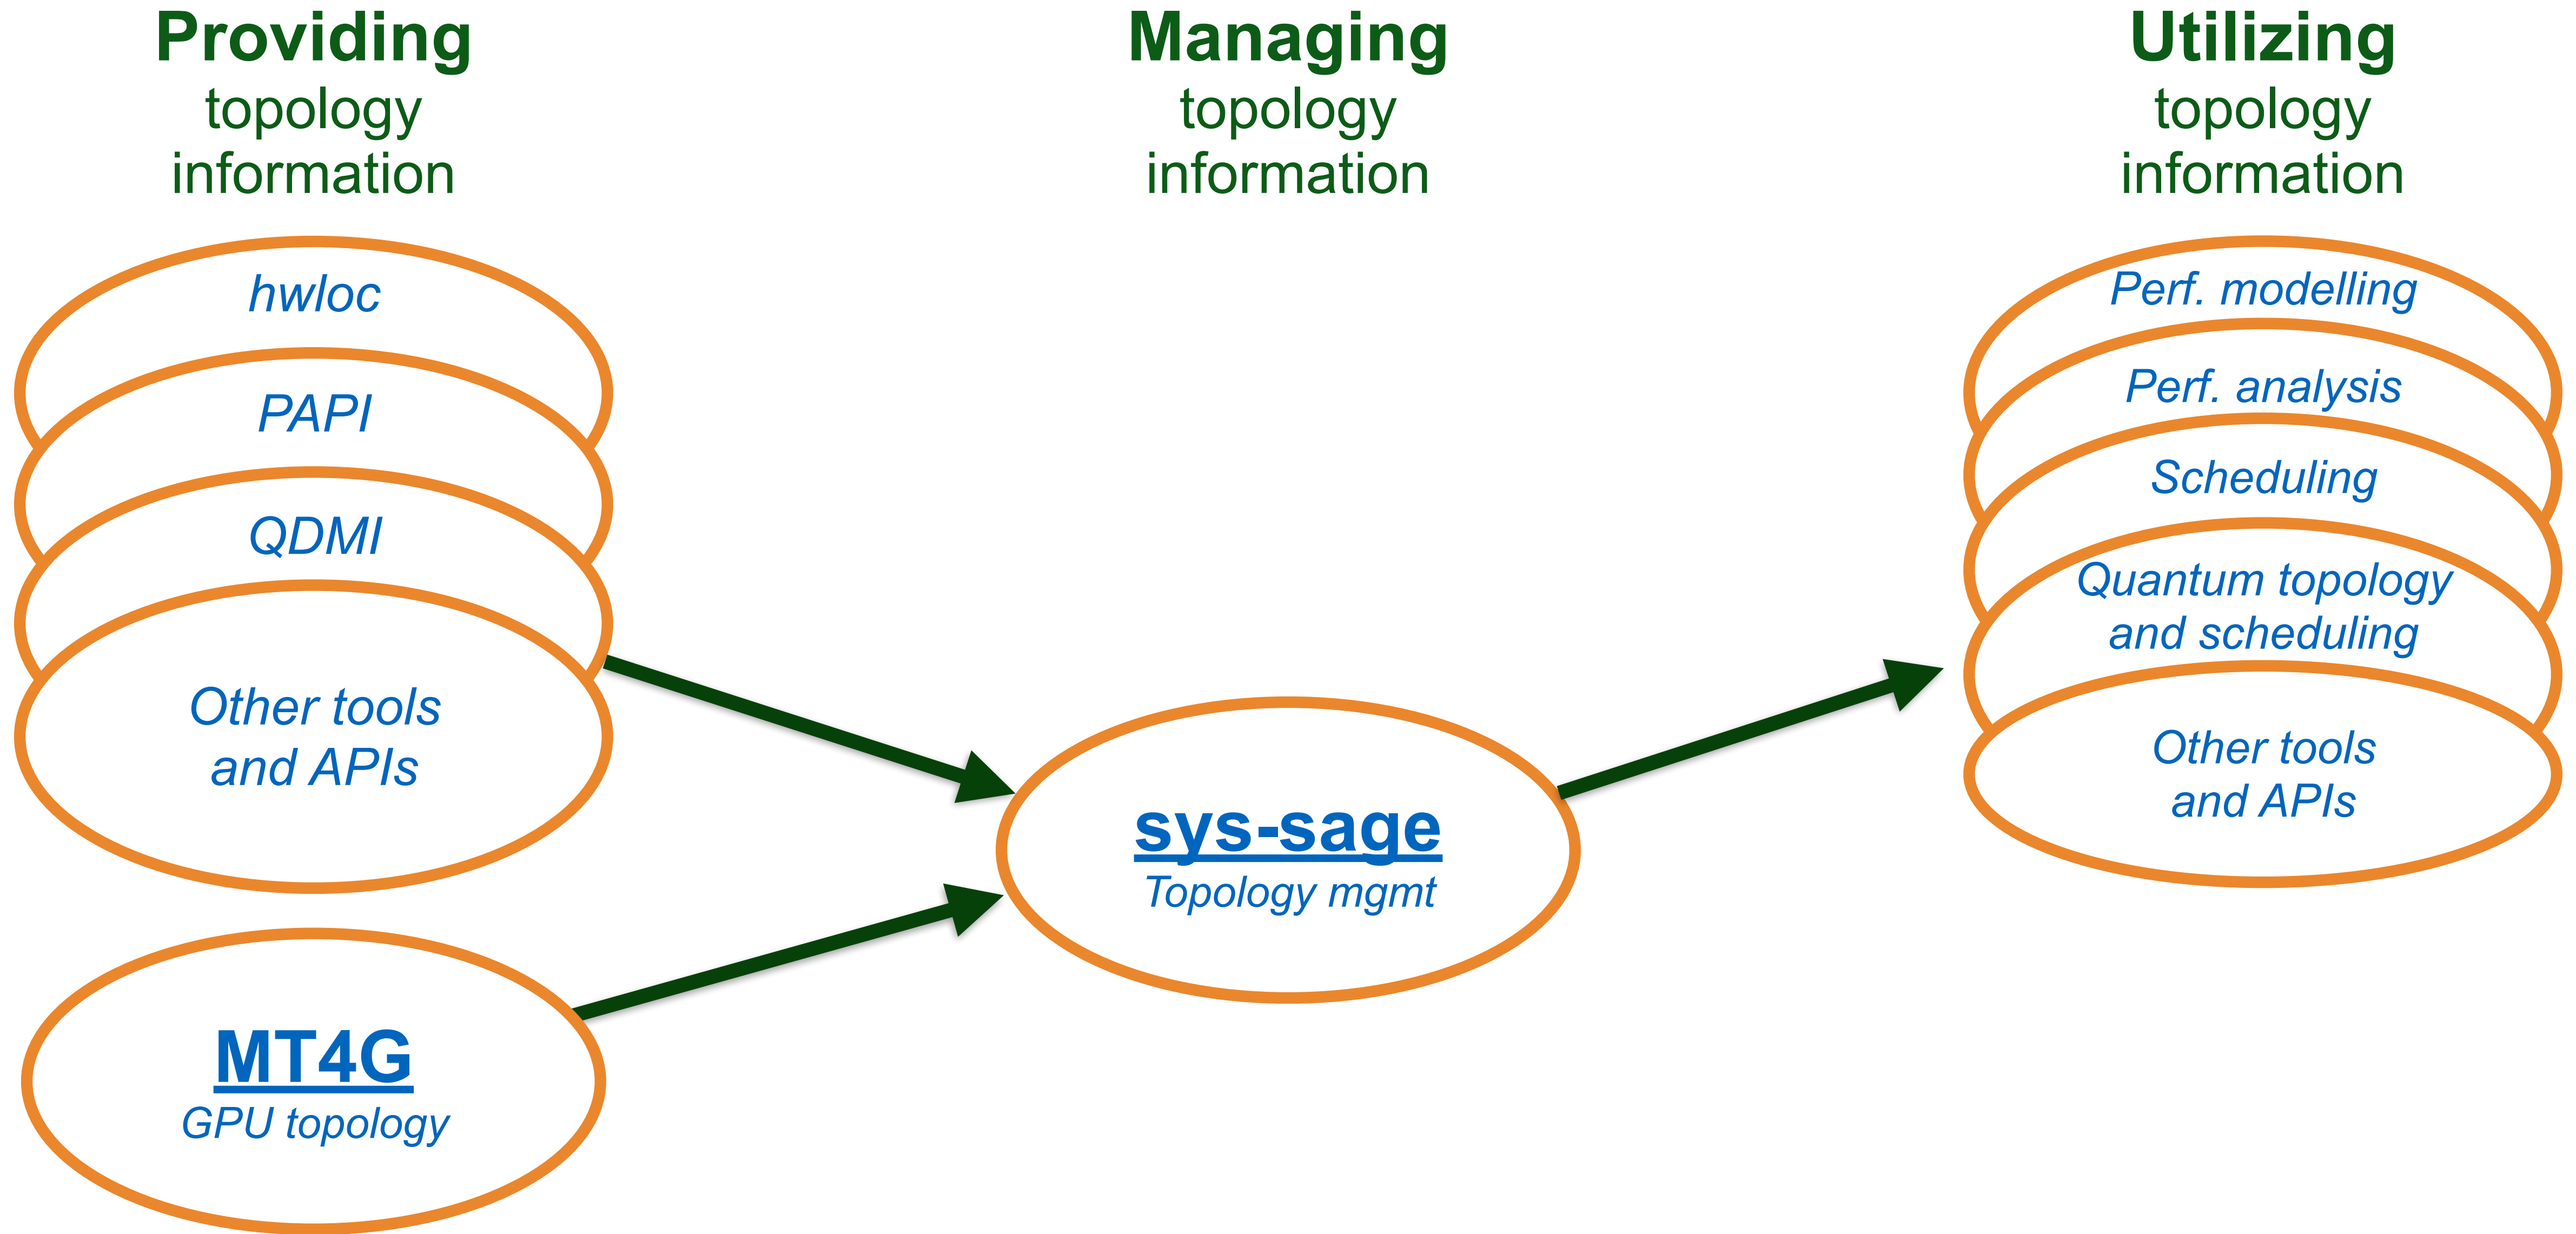 Providing
topology
information
hwloc
PAPI
QDMI
Other tools
and APIs
MT4G
GPU topology
Managing
topology
information
sys-sage
Topology mgmt
Utilizing
topology
information
Perf. modelling
Perf. analysis
Scheduling
Quantum topology
and scheduling
Other tools
and APIs